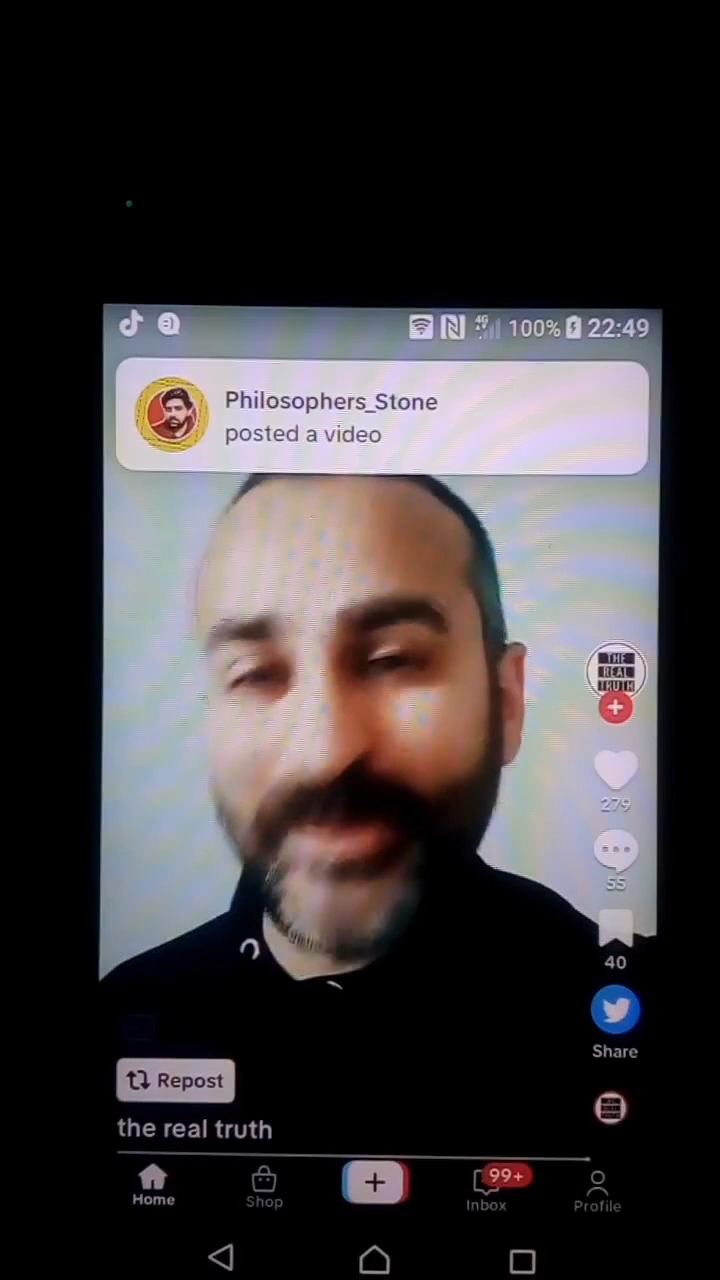 4G 100% 22:49
Philosophers_Stone
posted a video
THE
REAL
TRUTH
279
55
40
Share
Repost
the real truth
99+
Home Shop Inbox Profile